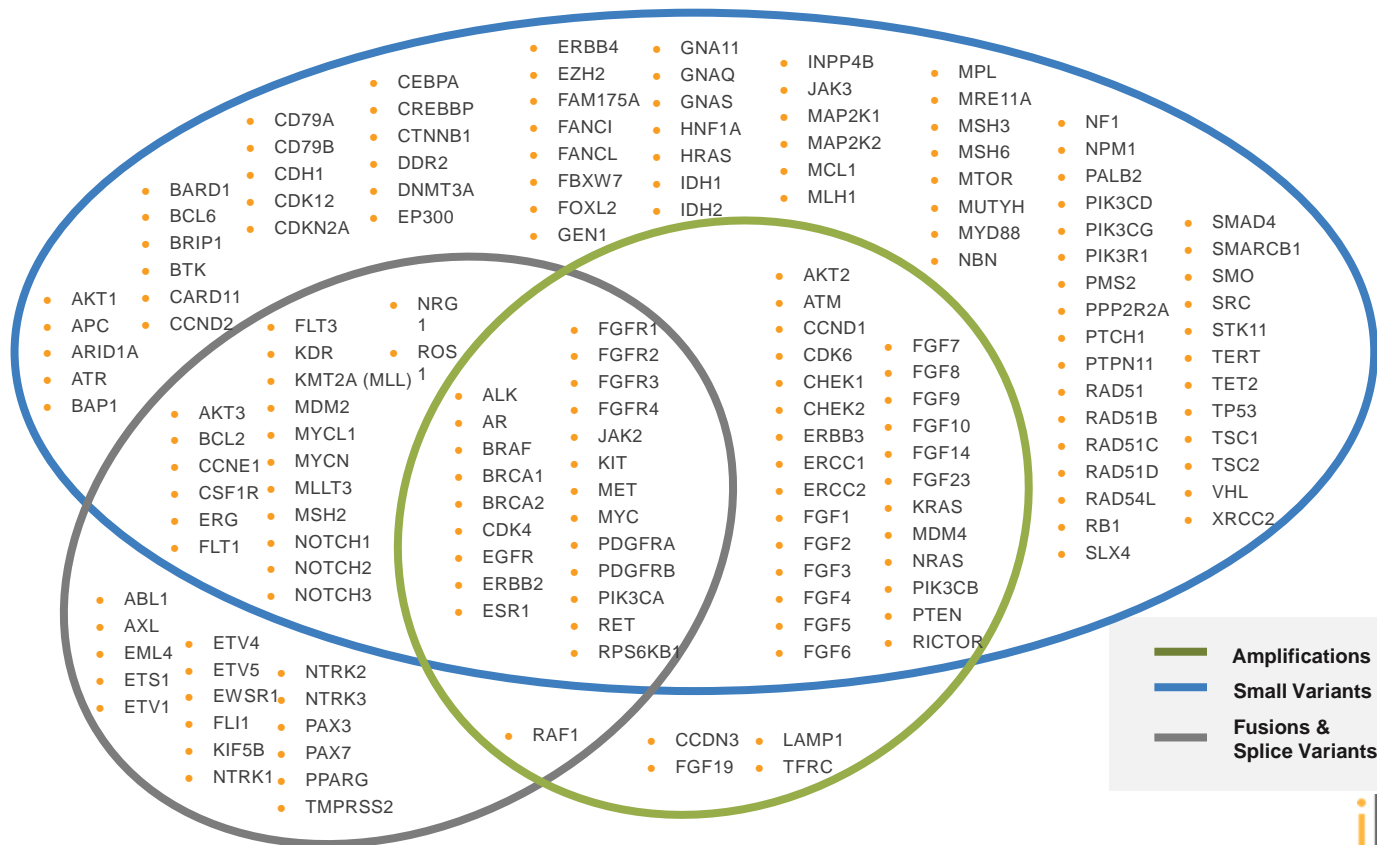 ERBB4
EZH2
FAM175A
FANCI
FANCL
FBXW7
FOXL2
GEN1
GNA11
GNAQ
GNAS
HNF1A
HRAS
IDH1
IDH2
INPP4B
JAK3
MAP2K1
MAP2K2
MCL1
MLH1
MPL
MRE11A
MSH3
MSH6
MTOR
MUTYH
MYD88
NBN
CEBPA
CREBBP
CTNNB1
DDR2
DNMT3A
EP300
CD79A
CD79B
CDH1
CDK12
CDKN2A
BARD1
BCL6
BRIP1
BTK
CARD11
CCND2
AKT1
APC
ARID1A
ATR
BAP1
NF1
NPM1
PALB2
PIK3CD
PIK3CG
PIK3R1
PMS2
PPP2R2A
PTCH1
PTPN11
RAD51
RAD51B
RAD51C
RAD51D
RAD54L
RB1
SLX4
SMAD4
SMARCB1
SMO
SRC
STK11
TERT
TET2
TP53
TSC1
TSC2
VHL
XRCC2
NRG
1
ROS
1
FLT3
KDR
KMT2A (MLL)
MDM2
MYCL1
MYCN
MLLT3
MSH2
NOTCH1
NOTCH2
NOTCH3
AKT3
BCL2
CCNE1
CSF1R
ERG
FLT1
ALK
AR
BRAF
BRCA1
BRCA2
CDK4
EGFR
ERBB2
ESR1
FGFR1
FGFR2
FGFR3
FGFR4
JAK2
KIT
MET
MYC
PDGFRA
PDGFRB
PIK3CA
RET
RPS6KB1
AKT2
ATM
CCND1
CDK6
CHEK1
CHEK2
ERBB3
ERCC1
ERCC2
FGF1
FGF2
FGF3
FGF4
FGF5
FGF6
FGF7
FGF8
FGF9
FGF10
FGF14
FGF23
KRAS
MDM4
NRAS
PIK3CB
PTEN
RICTOR
ABL1
AXL
EML4
ETS1
ETV1
ETV4
ETV5
EWSR1
FLI1
KIF5B
NTRK1
NTRK2
NTRK3
PAX3
PAX7
PPARG
TMPRSS2
RAF1
CCDN3
FGF19
LAMP1
TFRC
Amplifications
Small Variants
Fusions &
Splice Variants